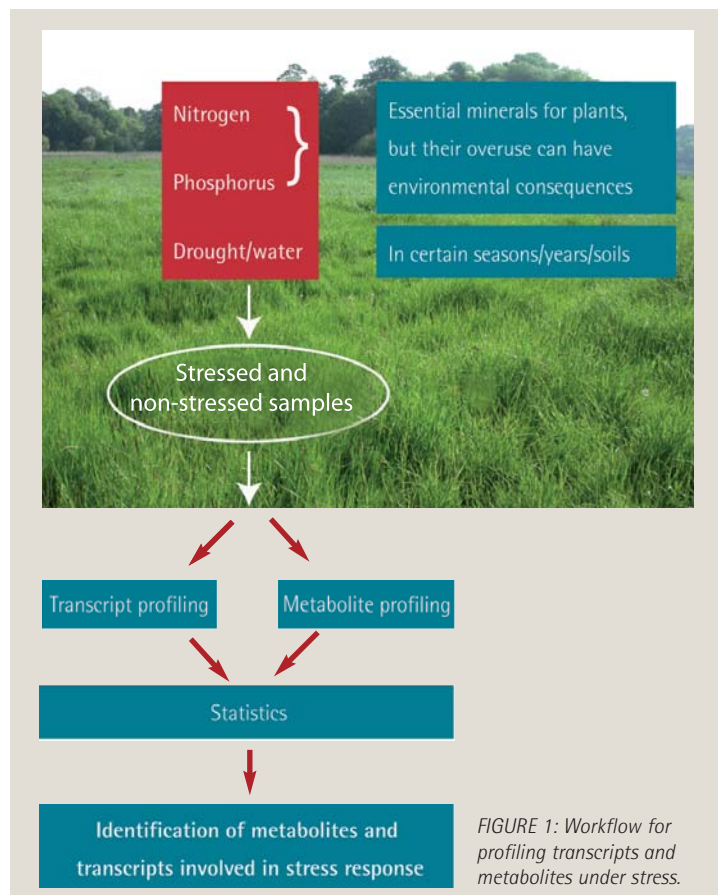 Nitrogen
Phosphorus
}
Drought/water
Essential minerals for plants,
but their overuse can have
environmental consequences
In certain seasons/years/soils
Stressed and
non-stressed samples
Transcript profiling
Metabolite profiling
Statistics
Identification of metabolites and
transcripts involved in stress response
FIGURE 1: Workflow for
profiling transcripts and
metabolites under stress.